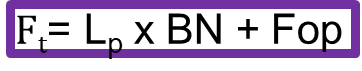 Ft= Lp x BN + Fop